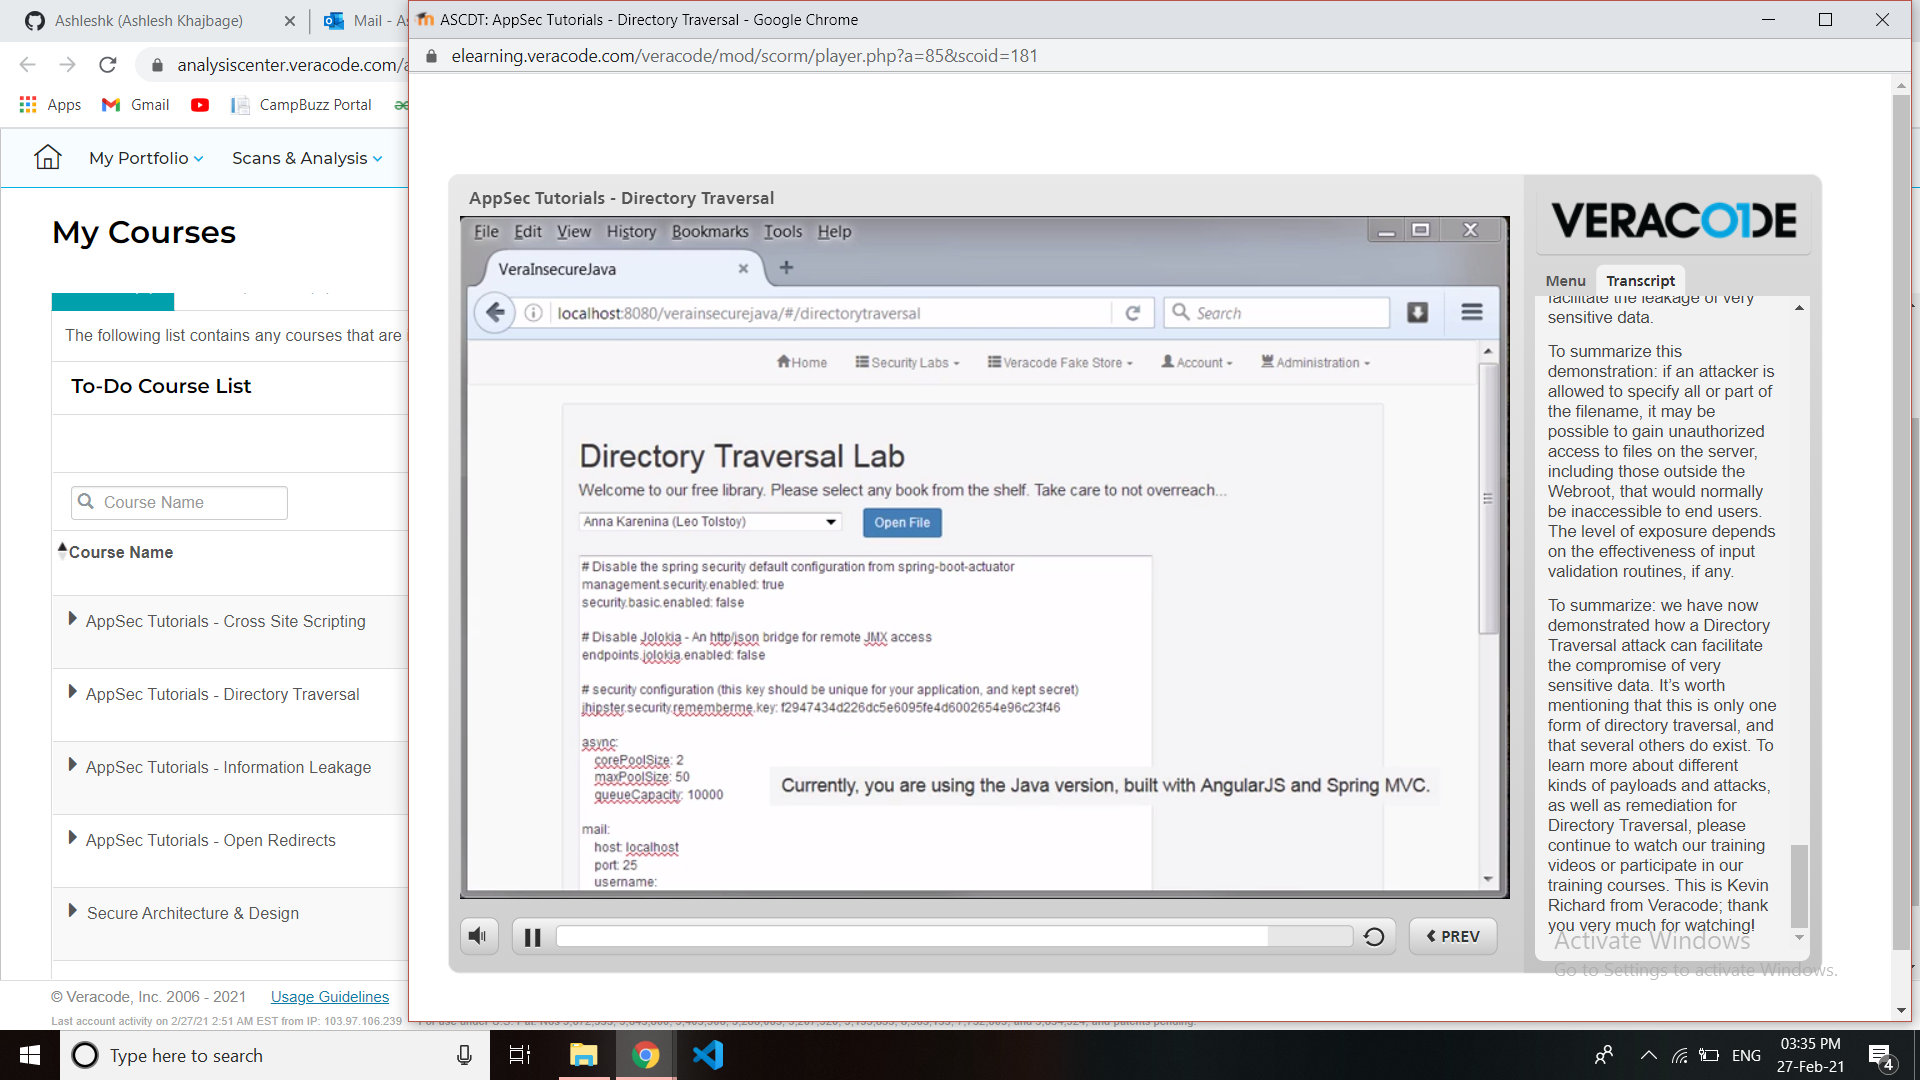 Ashleshk (Ashlesh Khajbage)
Mail - As
ASCDT: AppSec Tutorials - Directory Traversal - Google Chrome
analysiscenter.veracode.com/a
elearning.veracode.com/veracode/mod/scorm/player.php?a=85&scoid=181
Apps
Gmail
CampBuzz Portal
My Portfolio
Scans & Analysis
My Courses
The following list contains any courses that are
To-Do Course List
Course Name
Course Name
AppSec Tutorials - Cross Site Scripting
AppSec Tutorials - Directory Traversal
AppSec Tutorials - Information Leakage
AppSec Tutorials - Open Redirects
Secure Architecture & Design
© Veracode, Inc. 2006 - 2021 Usage Guidelines
Last account activity on 2/27/21 2:51 AM EST from IP: 103.97.106.239
AppSec Tutorials - Directory Traversal
File Edit View History Bookmarks Tools Help
VeraInsecureJava
localhost:8080/verainsecurejava/#/directorytraversal
Search
Home Security Labs Veracode Fake Store Account Administration
Directory Traversal Lab
Welcome to our free library. Please select any book from the shelf. Take care to not overreach...
Anna Karenina (Leo Tolstoy)
Open File
# Disable the spring security default configuration from spring-boot-actuator
management.security.enabled: true
security.basic.enabled: false
# Disable Jolokia - An http/json bridge for remote JMX access
endpoints.jolokia.enabled: false
# security configuration (this key should be unique for your application, and kept secret)
jhipster.security.rememberme.key: f2947434d226dc5e6095fe4d6002654e96c23f46
async:
corePoolSize: 2
maxPoolSize: 50
queueCapacity: 10000
Currently, you are using the Java version, built with AngularJS and Spring MVC.
mail:
host: localhost
port: 25
username:
PREV
VERACODE
Menu
Transcript
facilitate the leakage of very
sensitive data.
To summarize this
demonstration: if an attacker is
allowed to specify all or part of
the filename, it may be
possible to gain unauthorized
access to files on the server,
including those outside the
Webroot, that would normally
be inaccessible to end users.
The level of exposure depends
on the effectiveness of input
validation routines, if any.
To summarize: we have now
demonstrated how a Directory
Traversal attack can facilitate
the compromise of very
sensitive data. It's worth
mentioning that this is only one
form of directory traversal, and
that several others do exist. To
learn more about different
kinds of payloads and attacks,
as well as remediation for
Directory Traversal, please
continue to watch our training
videos or participate in our
training courses. This is Kevin
Richard from Veracode; thank
you very much for watching!
Activate Windows
Go to Settings to activate Windows.
Type here to search
ENG
03:35 PM
27-Feb-21
4